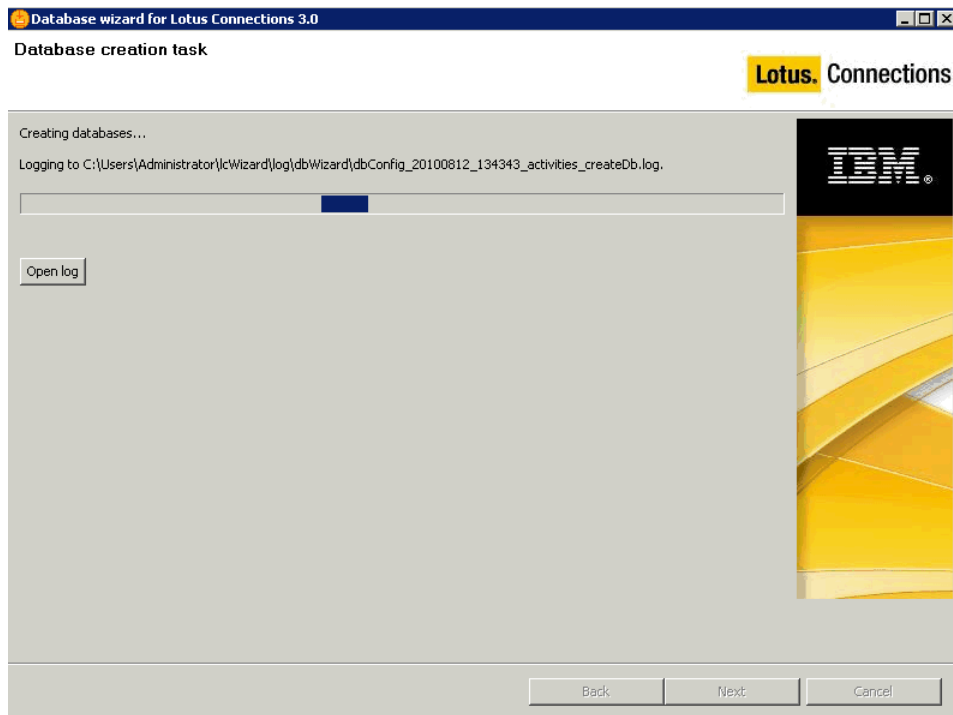 Database wizard for Lotus Connections 3.0
Database creation task
Lotus. Connections
Creating databases...
Logging to C:\Users\Administrator\lcWizard\log\dbWizard\dbConfig_20100812_134343_activities_createDb.log.
IBM®
Open log
Back Next Cancel